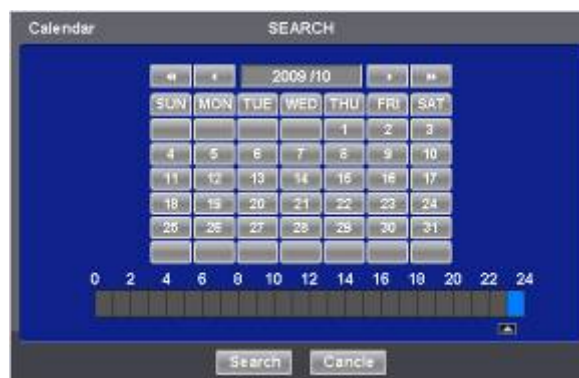 Calendar SEARCH
2009 /10
SUN MON TUE WED THU FRI SAT
1 2 3
4 5 6 7 8 9 10
11 12 13 14 15 16 17
18 19 20 21 22 23 24
25 26 27 28 29 30 31
0 2 4 6 8 10 12 14 16 18 20 22 24
Search Cancle